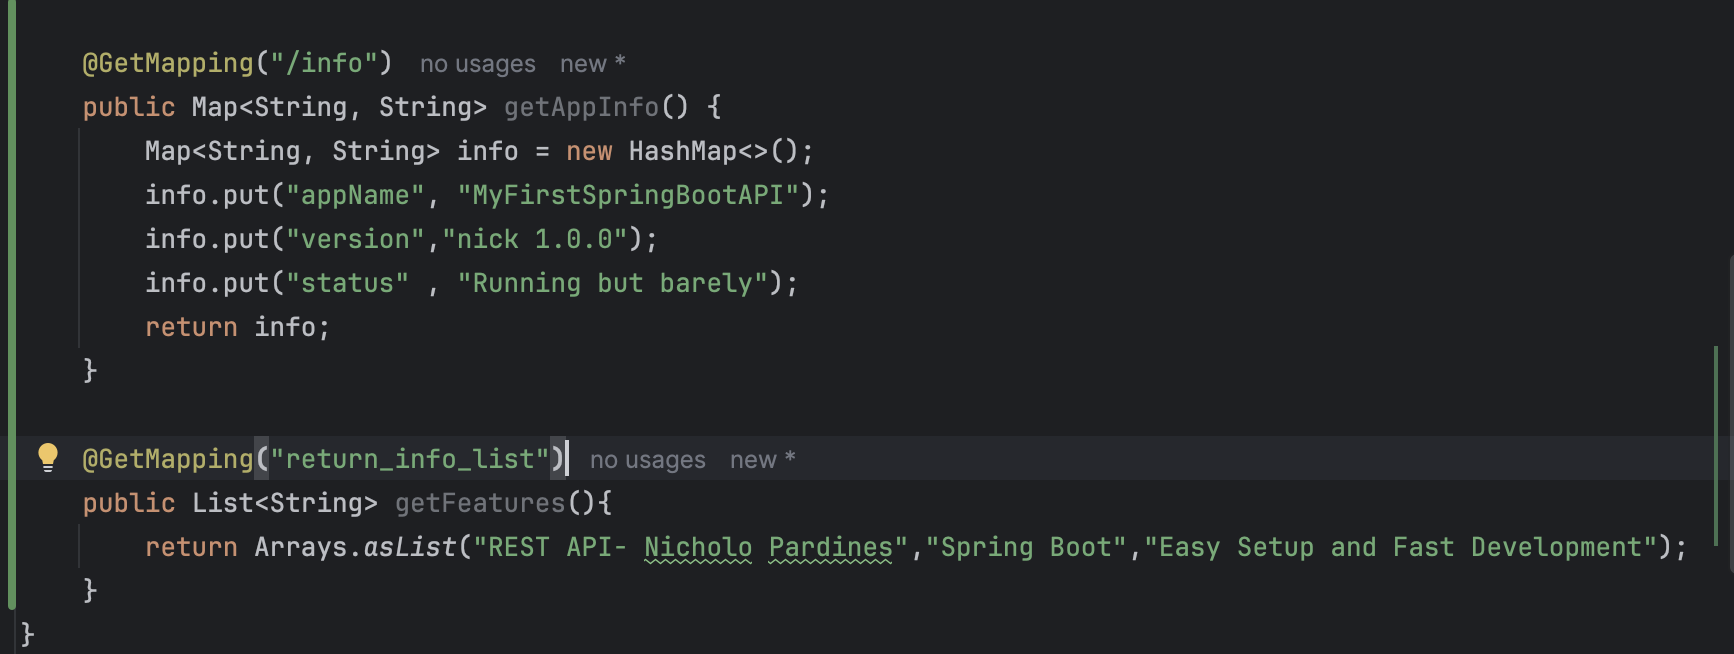 @GetMapping("/info") no usages new *
public Map<String, String> getAppInfo() {
Map<String, String> info = new HashMap<>();
info.put("appName", "MyFirstSpringBootAPI");
info.put("version","nick 1.0.0");
info.put("status" , "Running but barely");
return info;
}
@GetMapping("return_info_list") no usages new *
public List<String> getFeatures(){
return Arrays.asList("REST API- Nicholo Pardines","Spring Boot","Easy Setup and Fast Development");
}
}